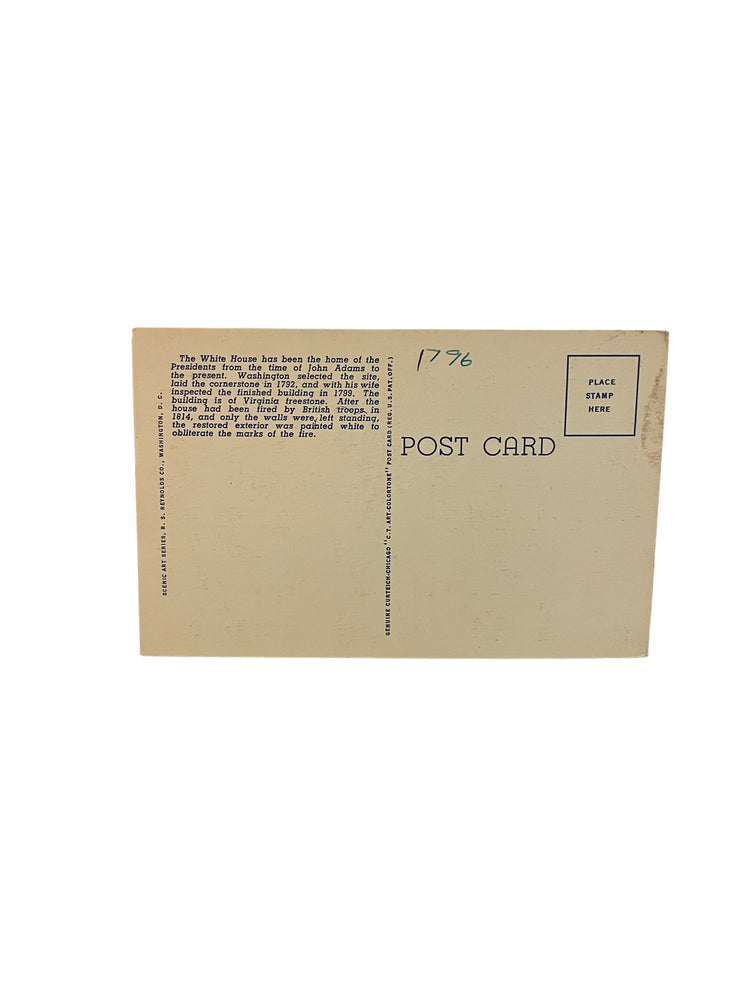 The White House has been the home of the
Presidents from the time of John Adams to
the present. Washington selected the site,
laid the cornerstone in 1792, and with his wife
inspected the finished building in 1799. The
building is of Virginia freestone. After the
house had been fired by British troops in
1814, and only the walls were left standing,
the restored exterior was painted white to
obliterate the marks of the fire.
SCENIC ART SERIES, B. S. REYNOLDS CO., WASHINGTON, D. C.
GENUINE CURTEICH-CHICAGO "C.T. ART-COLORTONE" POST CARD (REG. U.S. PAT. OFF.)
1796
POST CARD
PLACE
STAMP
HERE